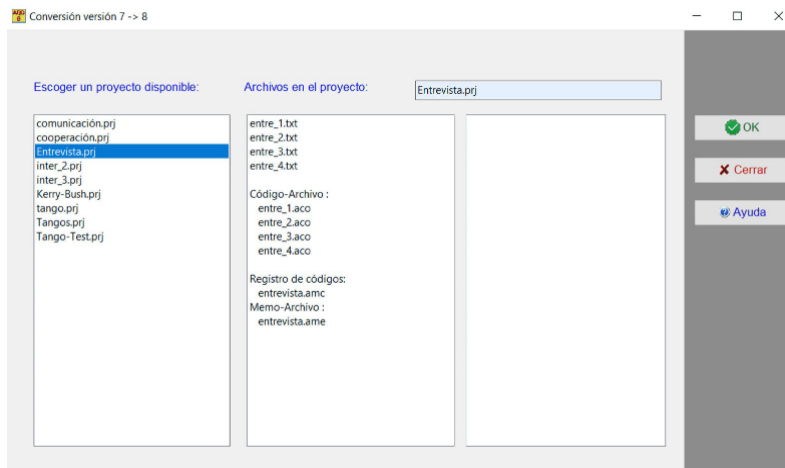 Conversión versión 7 -> 8
Escoger un proyecto disponible:
Archivos en el proyecto:
Entrevista.prj
comunicación.prj
cooperación.prj
Entrevista.prj
inter_2.prj
inter_3.prj
Kerry-Bush.prj
tango.prj
Tangos.prj
Tango-Test.prj
entre_1.txt
entre_2.txt
entre_3.txt
entre_4.txt
Código-Archivo :
entre_1.aco
entre_2.aco
entre_3.aco
entre_4.aco
Registro de códigos:
entrevista.amc
Memo-Archivo :
entrevista.ame
OK
Cerrar
Ayuda